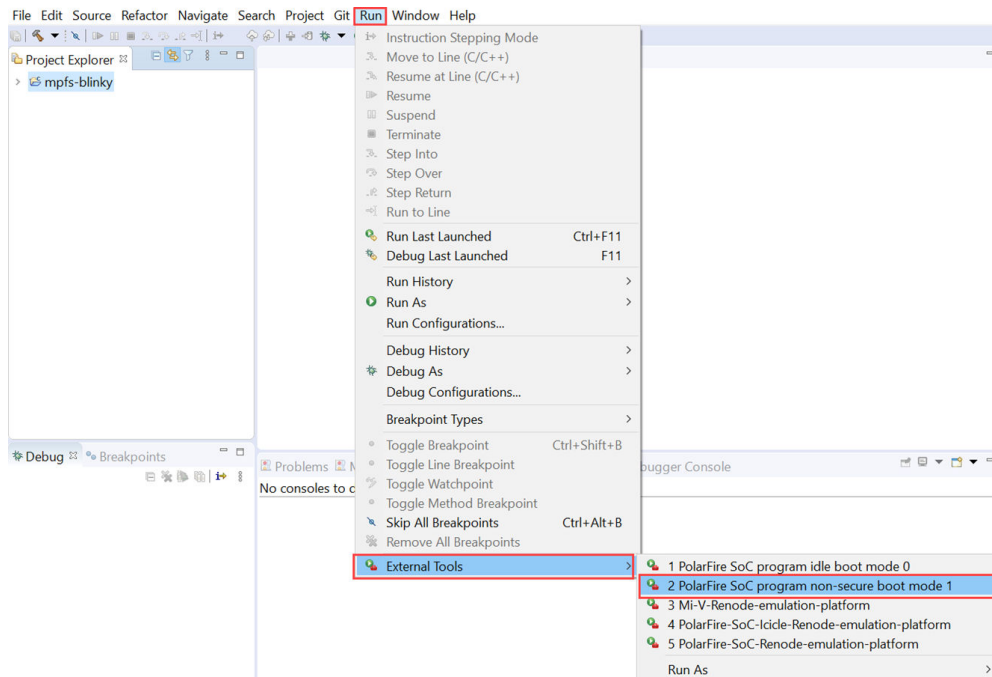 File Edit Source Refactor Navigate Search Project Git Run Window Help
Project Explorer
mpfs-blinky
Instruction Stepping Mode
Move to Line (C/C++)
Resume at Line (C/C++)
Resume
Suspend
Terminate
Step Into
Step Over
Step Return
Run to Line
Run Last Launched Ctrl+F11
Debug Last Launched F11
Run History
Run As
Run Configurations...
Debug History
Debug As
Debug Configurations...
Breakpoint Types
Toggle Breakpoint Ctrl+Shift+B
Toggle Line Breakpoint
Toggle Watchpoint
Toggle Method Breakpoint
Skip All Breakpoints Ctrl+Alt+B
Remove All Breakpoints
External Tools
Debug Breakpoints
Problems M
bugger Console
No consoles to d
1 PolarFire SoC program idle boot mode 0
2 PolarFire SoC program non-secure boot mode 1
3 Mi-V-Renode-emulation-platform
4 PolarFire-SoC-Icicle-Renode-emulation-platform
5 PolarFire-SoC-Renode-emulation-platform
Run As